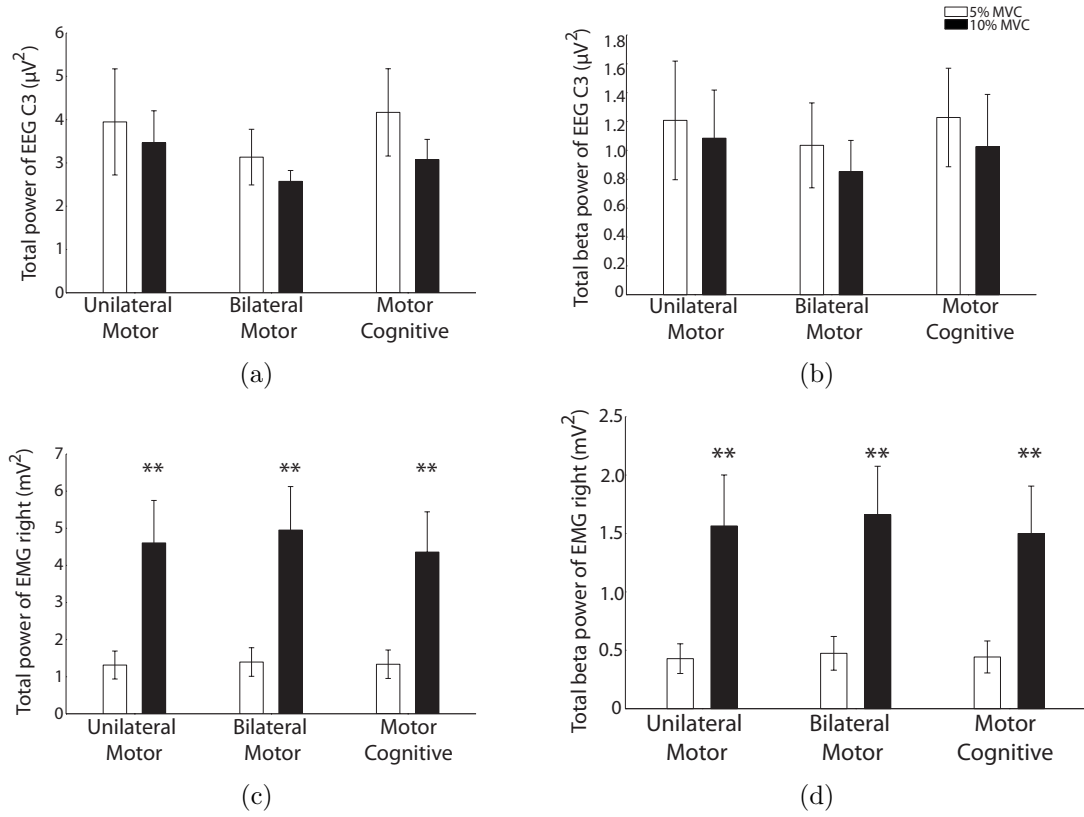 5% MVC
10% MVC
Total power of EEG C3 (µV²)
6
5
4
3
2
1
0
Unilateral
Motor
Bilateral
Motor
Motor
Cognitive
(a)
Total beta power of EEG C3 (µV²)
1.8
1.6
1.4
1.2
1.0
0.8
0.6
0.4
0.2
0
Unilateral
Motor
Bilateral
Motor
Motor
Cognitive
(b)
Total power of EMG right (mV²)
7
6
5
4
3
2
1
0
** ** **
Unilateral
Motor
Bilateral
Motor
Motor
Cognitive
(c)
Total beta power of EMG right (mV²)
2.5
2.0
1.5
1.0
0.5
0
** ** **
Unilateral
Motor
Bilateral
Motor
Motor
Cognitive
(d)